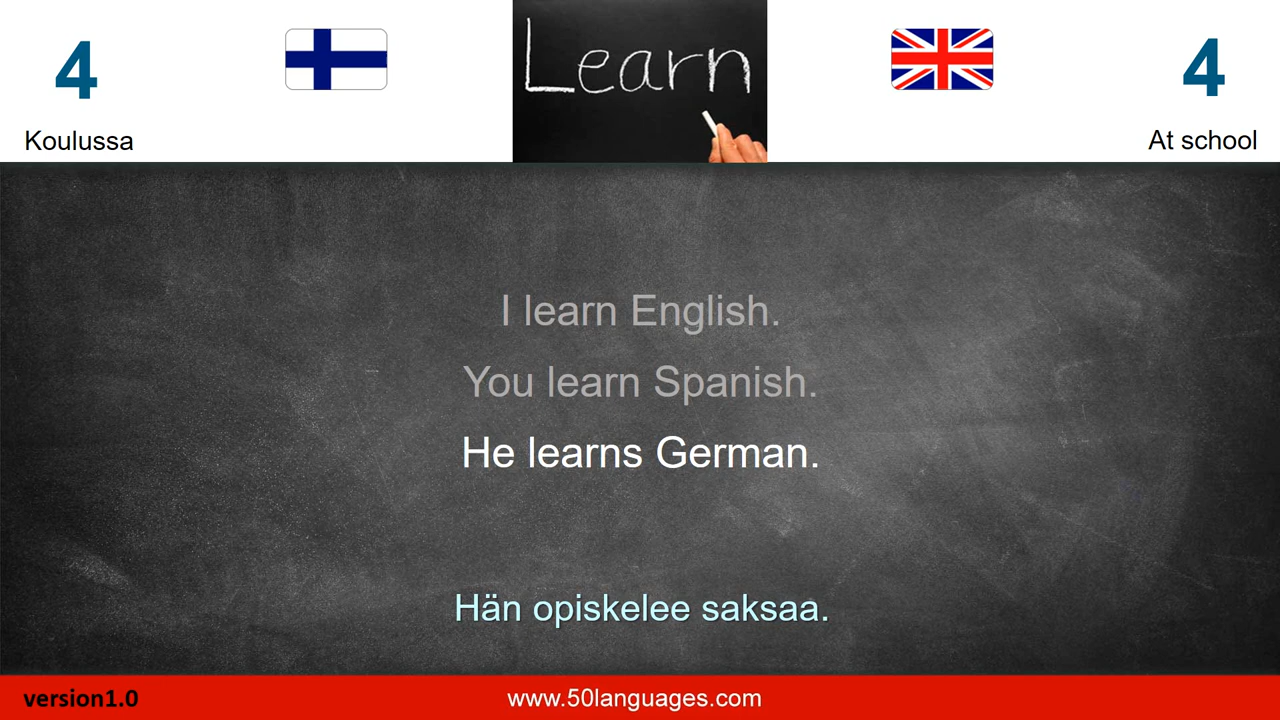 4
Koulussa
Learn
4
At school
I learn English.
You learn Spanish.
He learns German.
Hän opiskelee saksaa.
version1.0
www.50languages.com